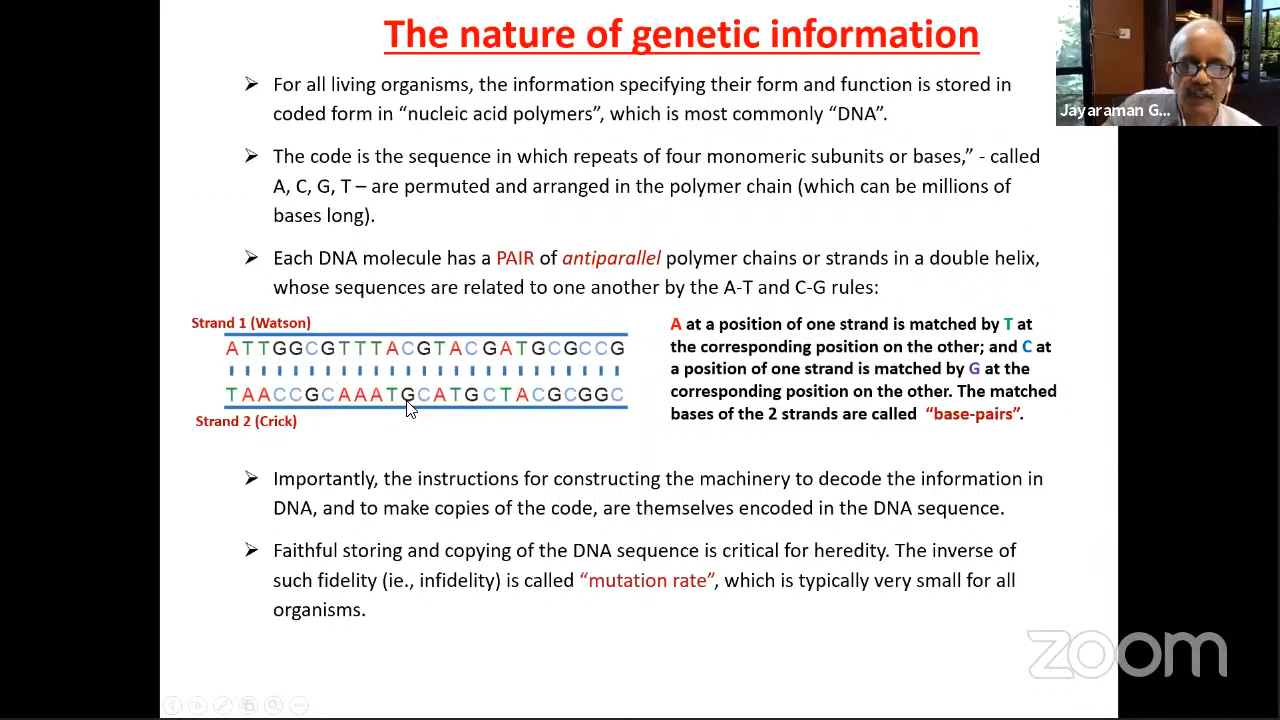 The nature of genetic information
Jayaraman G...
➢ For all living organisms, the information specifying their form and function is stored in
coded form in “nucleic acid polymers”, which is most commonly “DNA”.
➢ The code is the sequence in which repeats of four monomeric subunits or bases,” - called
A, C, G, T – are permuted and arranged in the polymer chain (which can be millions of
bases long).
➢ Each DNA molecule has a PAIR of antiparallel polymer chains or strands in a double helix,
whose sequences are related to one another by the A-T and C-G rules:
Strand 1 (Watson)
ATTGGCGTTTACGTACGATGCGCCG
TAACCGCAAATGCATGCTACGCGGC
Strand 2 (Crick)
A at a position of one strand is matched by T at
the corresponding position on the other; and C at
a position of one strand is matched by G at the
corresponding position on the other. The matched
bases of the 2 strands are called “base-pairs”.
➢ Importantly, the instructions for constructing the machinery to decode the information in
DNA, and to make copies of the code, are themselves encoded in the DNA sequence.
➢ Faithful storing and copying of the DNA sequence is critical for heredity. The inverse of
such fidelity (ie., infidelity) is called “mutation rate”, which is typically very small for all
organisms.
zoom